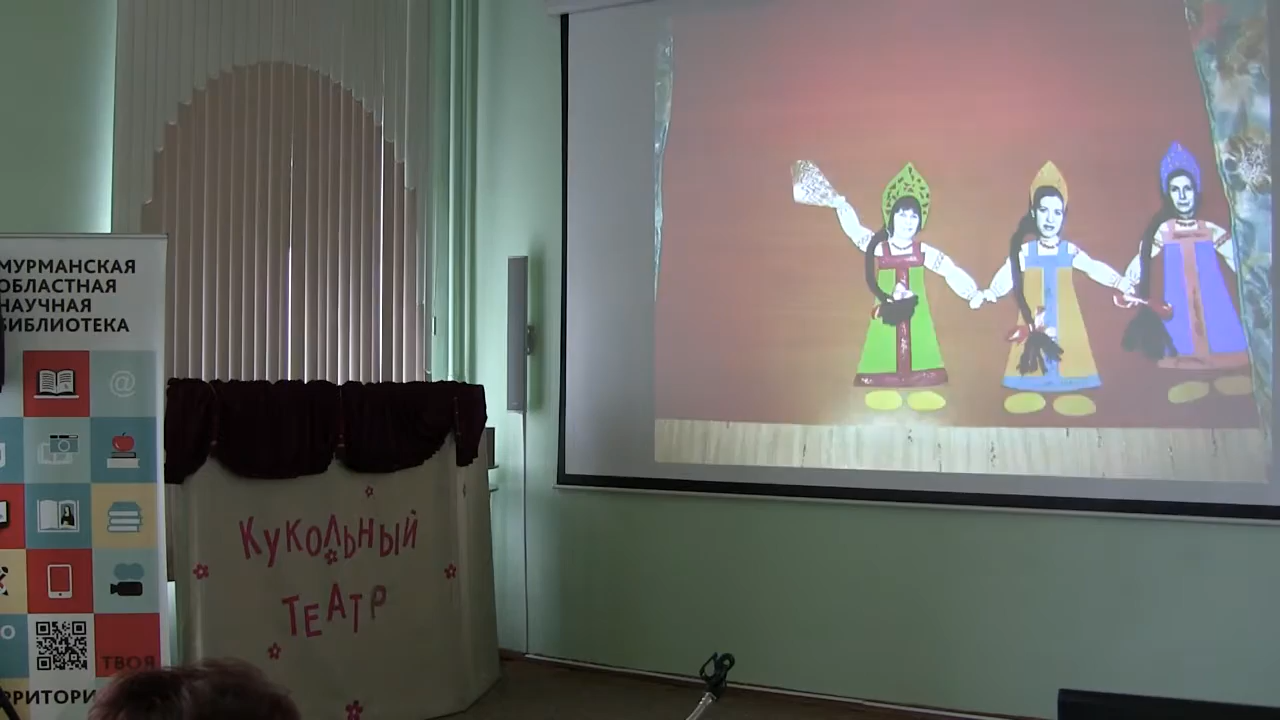 МУРМАНСКАЯ
ОБЛАСТНАЯ
НАУЧНАЯ
БИБЛИОТЕКА
@
ТВОЯ
Кукольный
ТЕАТР